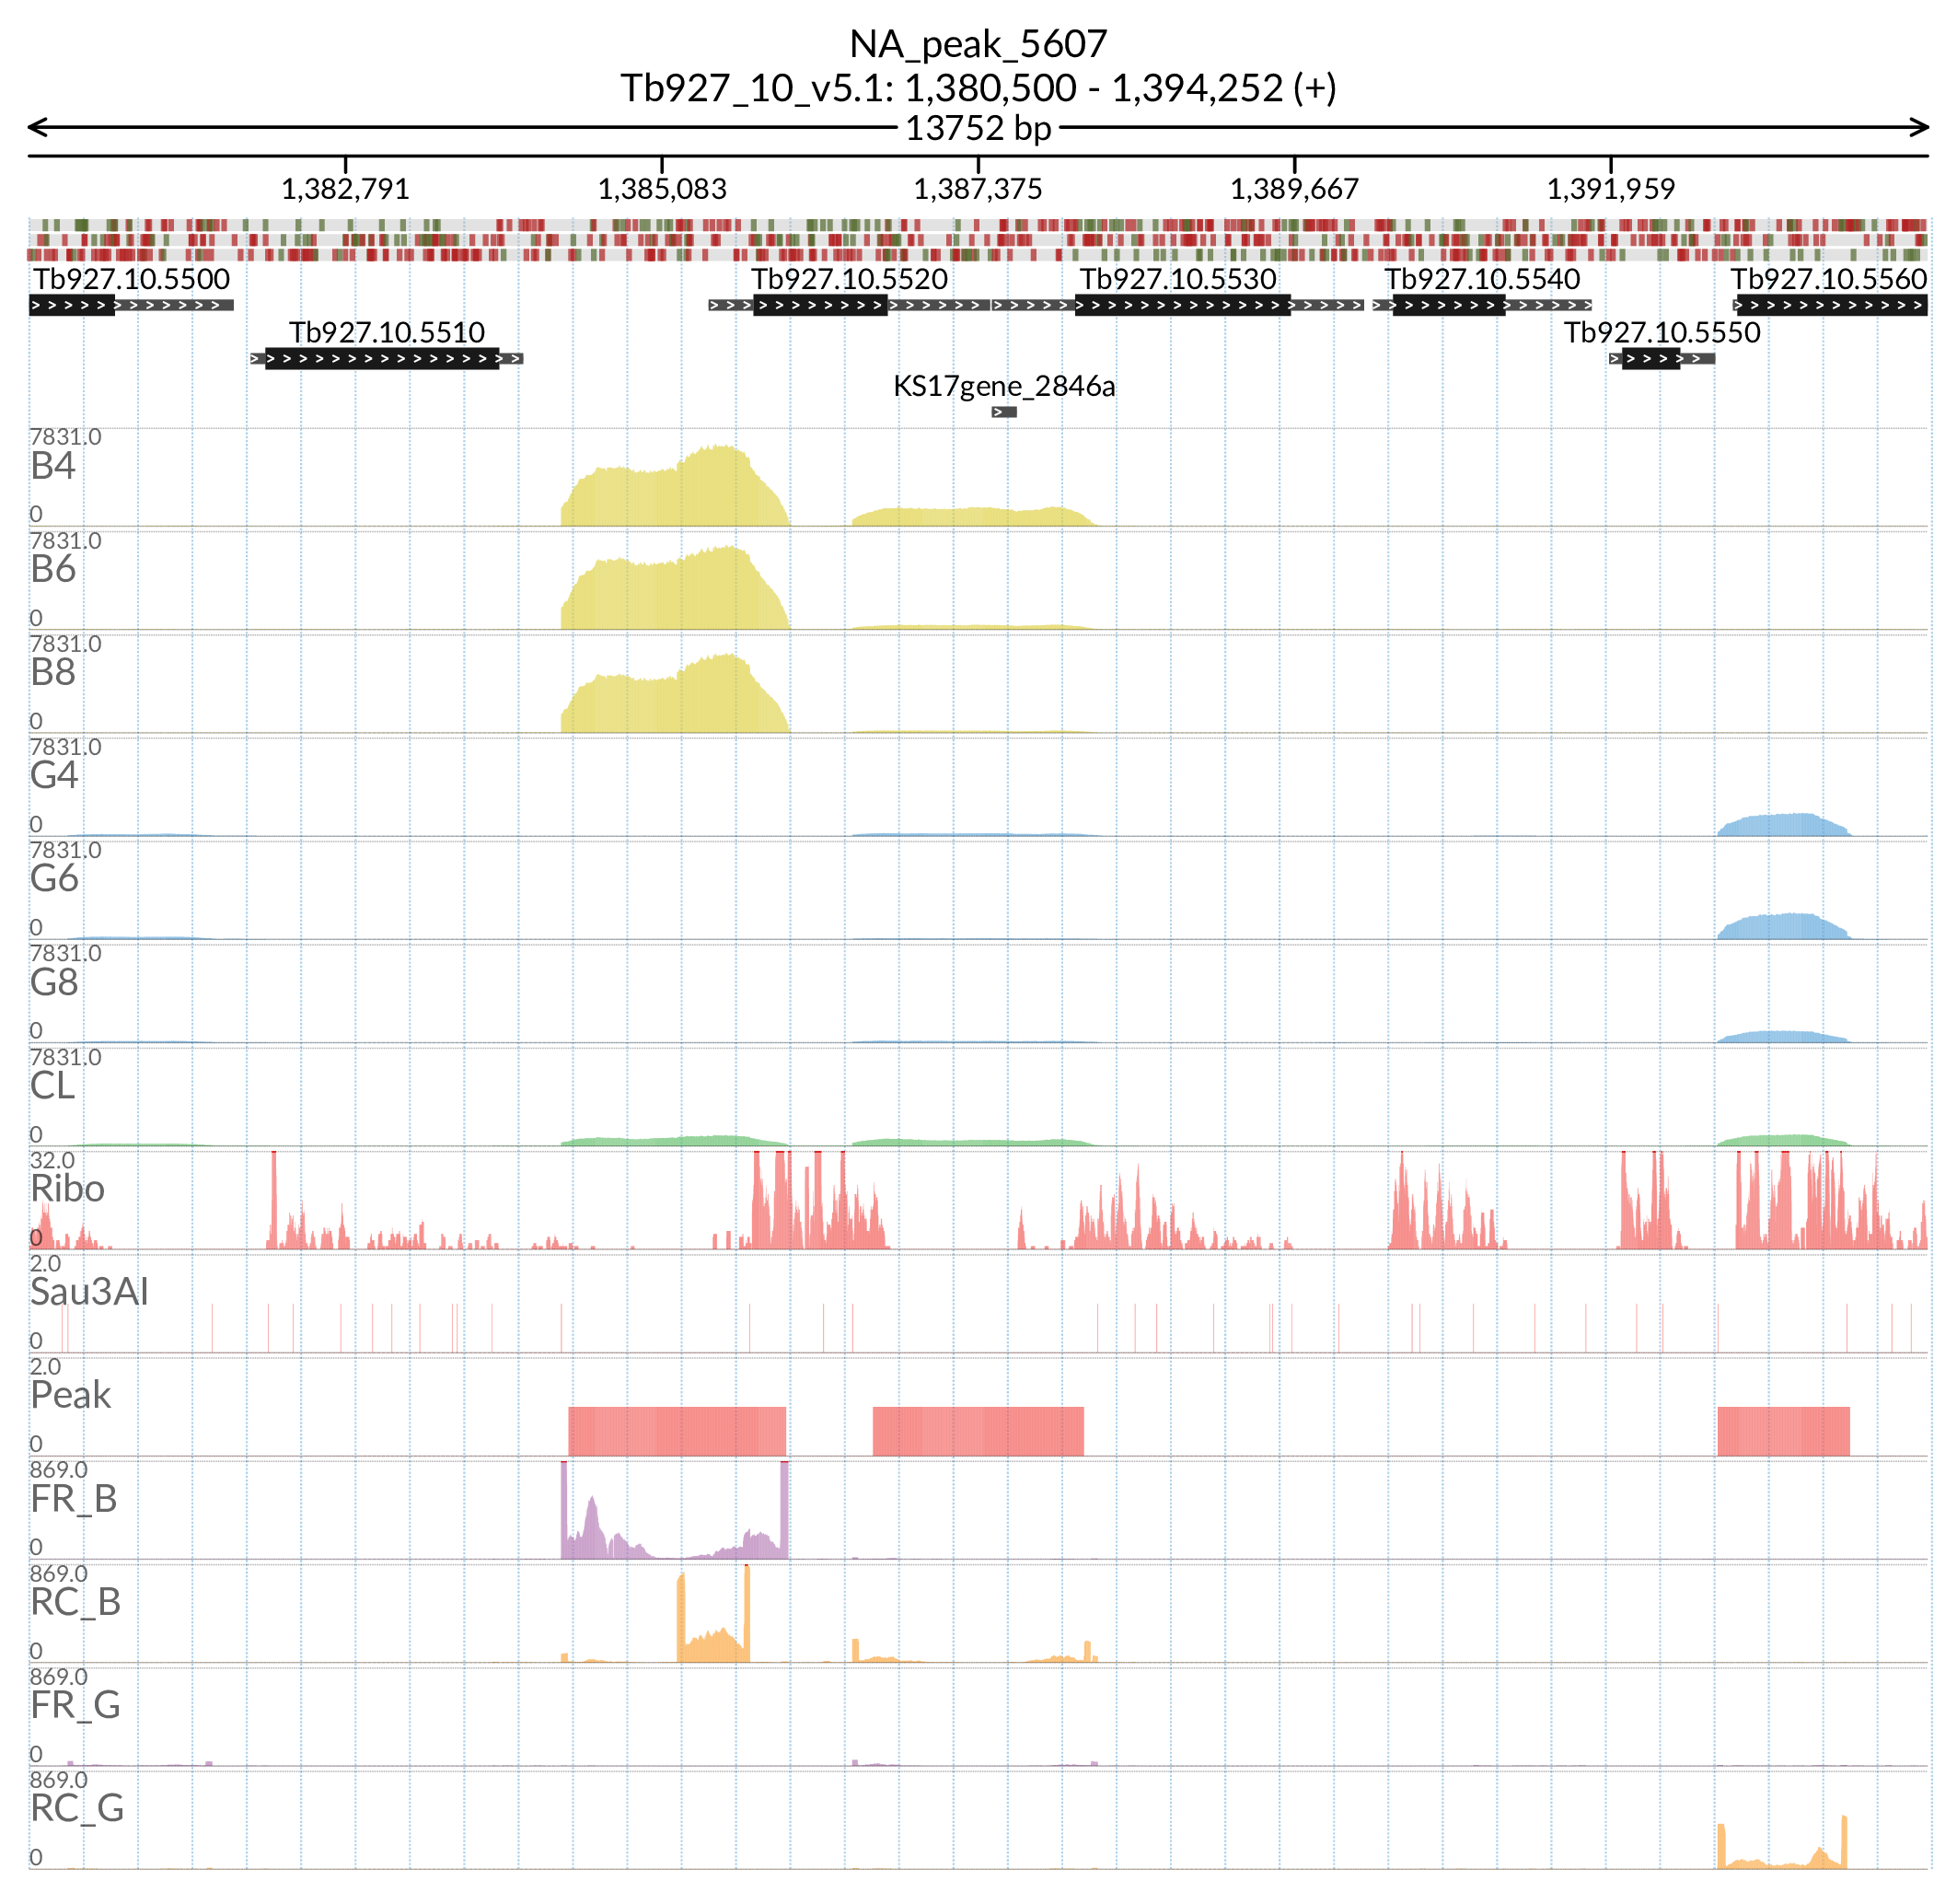 NA_peak_5607
Tb927_10_v5.1: 1,380,500 - 1,394,252 (+)
13752 bp
1,382,791 1,385,083 1,387,375 1,389,667 1,391,959
Tb927.10.5500 Tb927.10.5520 Tb927.10.5530 Tb927.10.5540 Tb927.10.5560
Tb927.10.5510 Tb927.10.5550
KS17gene_2846a
7831.0
B4
0
7831.0
B6
0
7831.0
B8
0
7831.0
G4
0
7831.0
G6
0
7831.0
G8
0
7831.0
CL
0
32.0
Ribo
0
2.0
Sau3AI
0
2.0
Peak
0
869.0
FR_B
0
869.0
RC_B
0
869.0
FR_G
0
869.0
RC_G
0